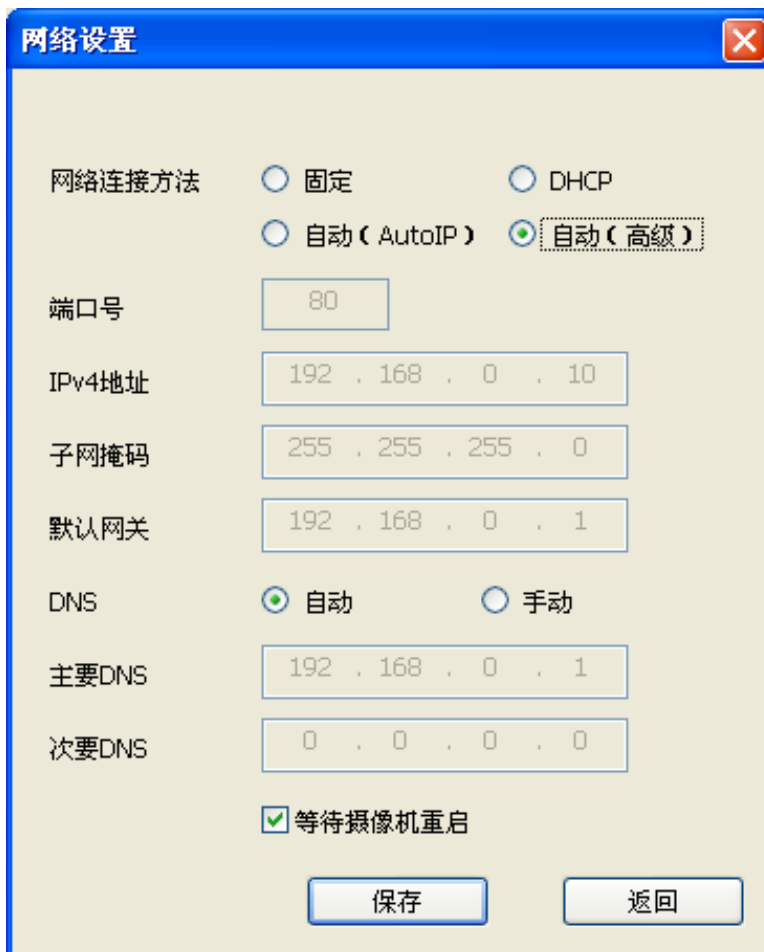 网络设置
网络连接方法 固定 DHCP
自动(AutoIP) 自动(高级)
端口号 80
IPv4地址 192 . 168 . 0 . 10
子网掩码 255 . 255 . 255 . 0
默认网关 192 . 168 . 0 . 1
DNS 自动 手动
主要DNS 192 . 168 . 0 . 1
次要DNS 0 . 0 . 0 . 0
等待摄像机重启
保存 返回